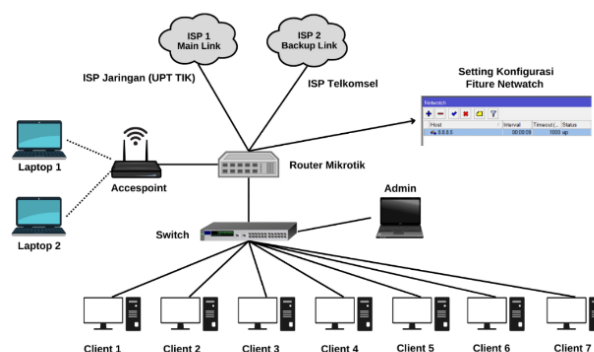 ISP 1
Main Link
ISP 2
Backup Link
ISP Jaringan (UPT TIK)
ISP Telkomsel
Setting Konfigurasi
Fiture Netwatch
Netwatch
Host Interval Timeout(... Status
8.8.8.8 00:00:09 1000 up
Laptop 1
Accespoint
Router Mikrotik
Laptop 2
Switch
Admin
Client 1 Client 2 Client 3 Client 4 Client 5 Client 6 Client 7